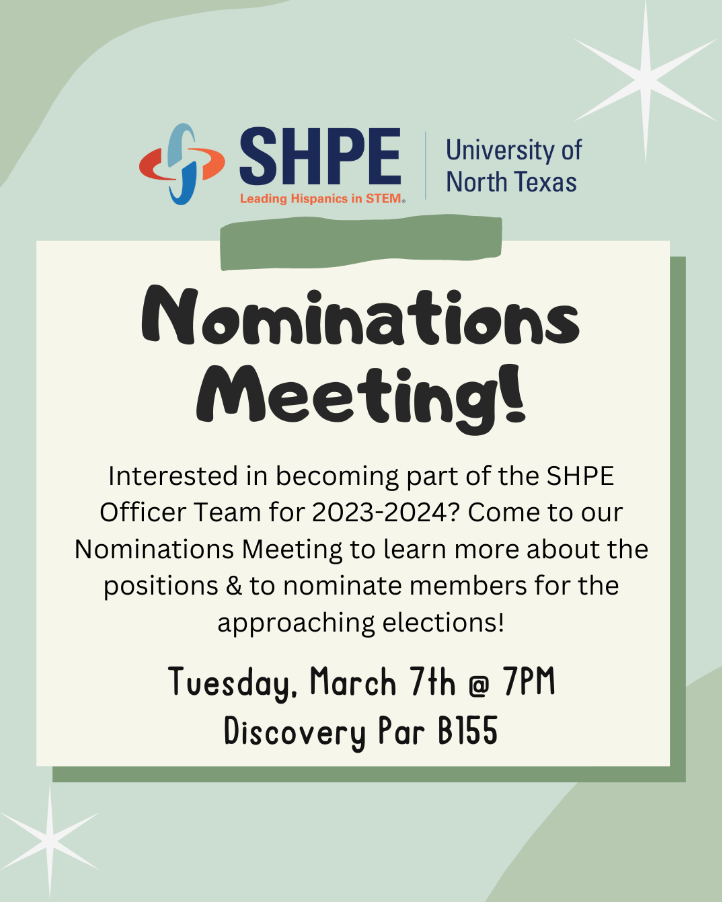 SHPE
Leading Hispanics in STEM.
University of
North Texas
Nominations
Meeting!
Interested in becoming part of the SHPE
Officer Team for 2023-2024? Come to our
Nominations Meeting to learn more about the
positions & to nominate members for the
approaching elections!
Tuesday, March 7th @ 7PM
Discovery Par B155